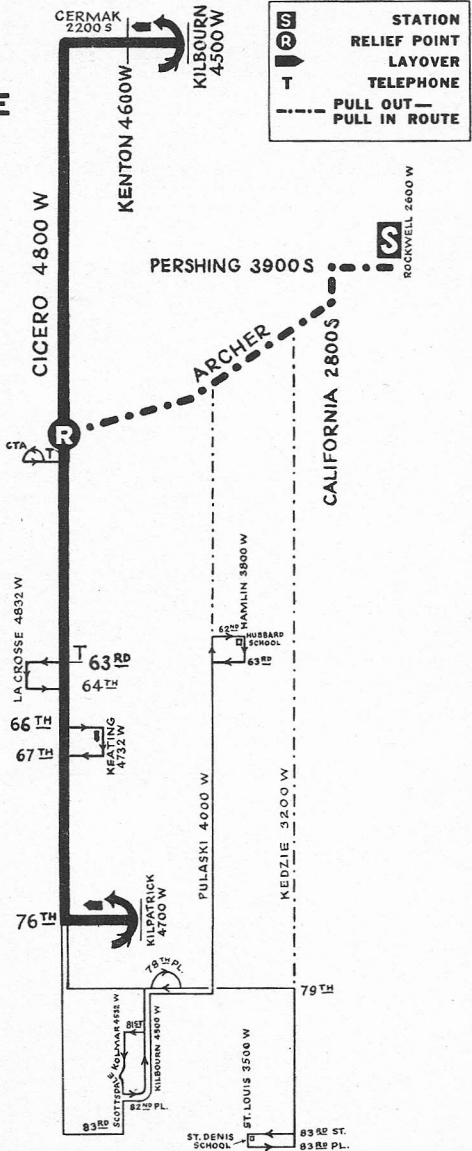 CERMAK
2200 S
KILBOURN
4500 W
KENTON 4600 W
CICERO 4800 W
S STATION
R RELIEF POINT
LAYOVER
T TELEPHONE
PULL OUT—
PULL IN ROUTE
PERSHING 3900 S
S
ROCKWELL 2600 W
ARCHER
CALIFORNIA 2800 S
R
CTA
T
LA CROSSE 4832 W
T
63RD
64TH
66TH
67TH
KEATING
4732 W
62ND
HAMLIN 3800 W
HUBBARD
SCHOOL
63RD
PULASKI 4000 W
KEDZIE 3200 W
76TH
KILPATRICK
4700 W
78TH PL.
79TH
81ST
KOLMAR 4532 W
SCOTTSDALE
KILBOURN 4500 W
82ND PL.
83RD
ST. LOUIS 3500 W
ST. DENIS
SCHOOL
83RD ST.
83RD PL.